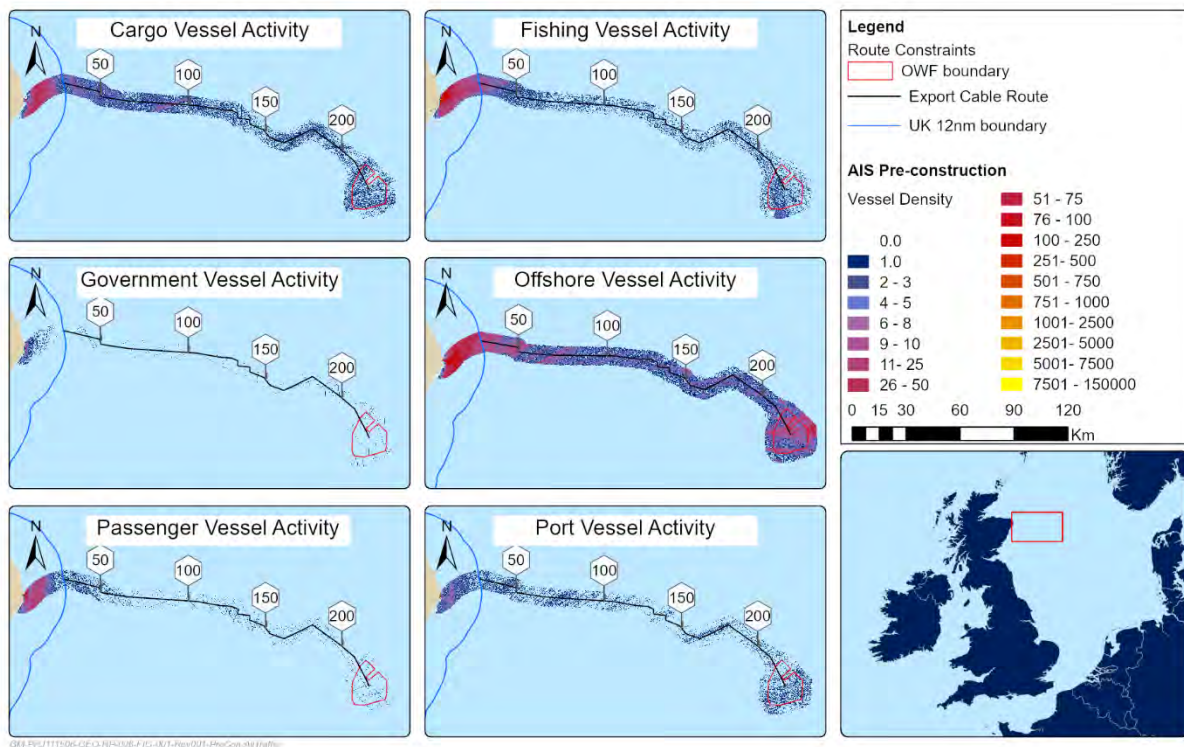 Cargo Vessel Activity
N
50
100
150
200
Fishing Vessel Activity
N
50
100
150
200
Government Vessel Activity
N
50
100
150
200
Offshore Vessel Activity
N
50
100
150
200
Passenger Vessel Activity
N
50
100
150
200
Port Vessel Activity
N
50
100
150
200
Legend
Route Constraints
OWF boundary
Export Cable Route
UK 12nm boundary
AIS Pre-construction
Vessel Density
0.0
1.0
2 - 3
4 - 5
6 - 8
9 - 10
11- 25
26 - 50
51 - 75
76 - 100
100 - 250
251- 500
501 - 750
751 - 1000
1001- 2500
2501- 5000
5001- 7500
7501 - 150000
0 15 30 60 90 120
Km